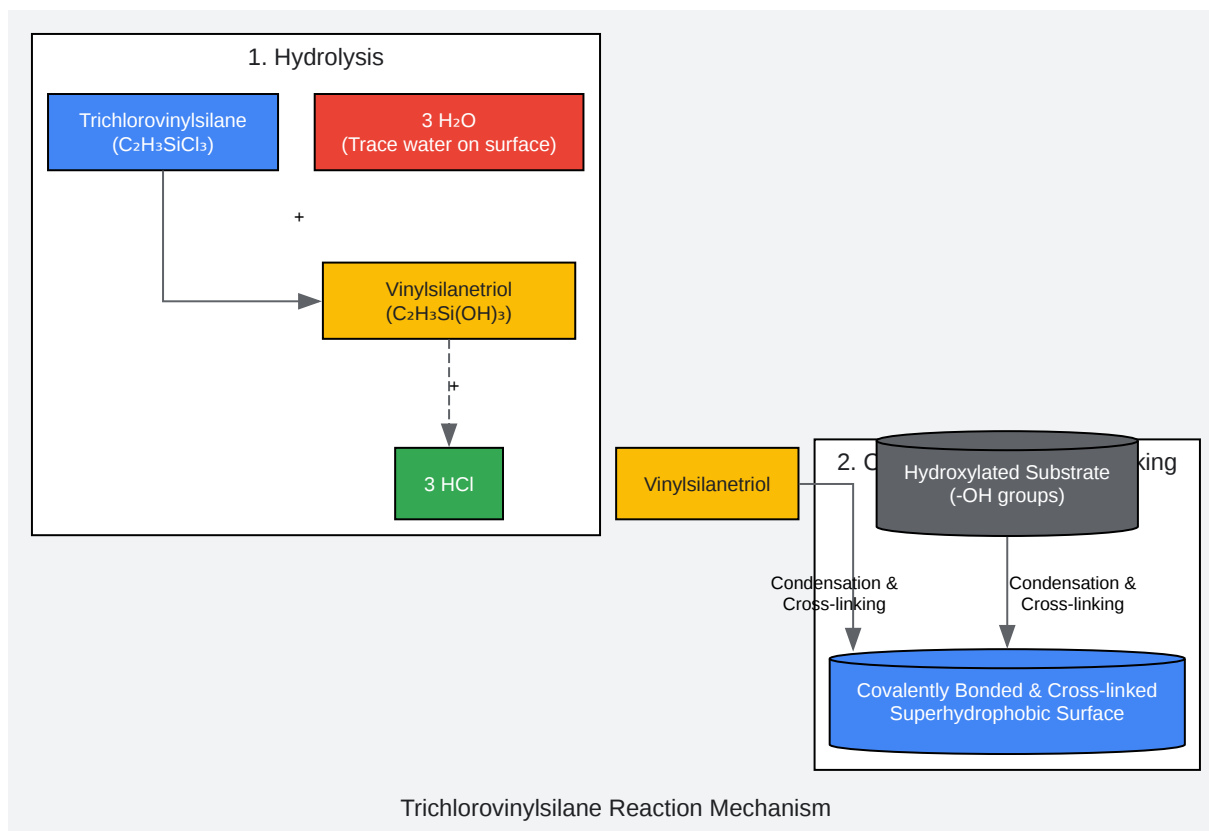 1. Hydrolysis
Trichlorovinylsilane
(C₂H₃SiCl₃)
3 H₂O
(Trace water on surface)
+
Vinylsilanetriol
(C₂H₃Si(OH)₃)
+
3 HCl
Vinylsilanetriol
2.
Hydroxylated Substrate
(-OH groups)
Condensation &
Cross-linking
Condensation &
Cross-linking
Covalently Bonded & Cross-linked
Superhydrophobic Surface
Trichlorovinylsilane Reaction Mechanism